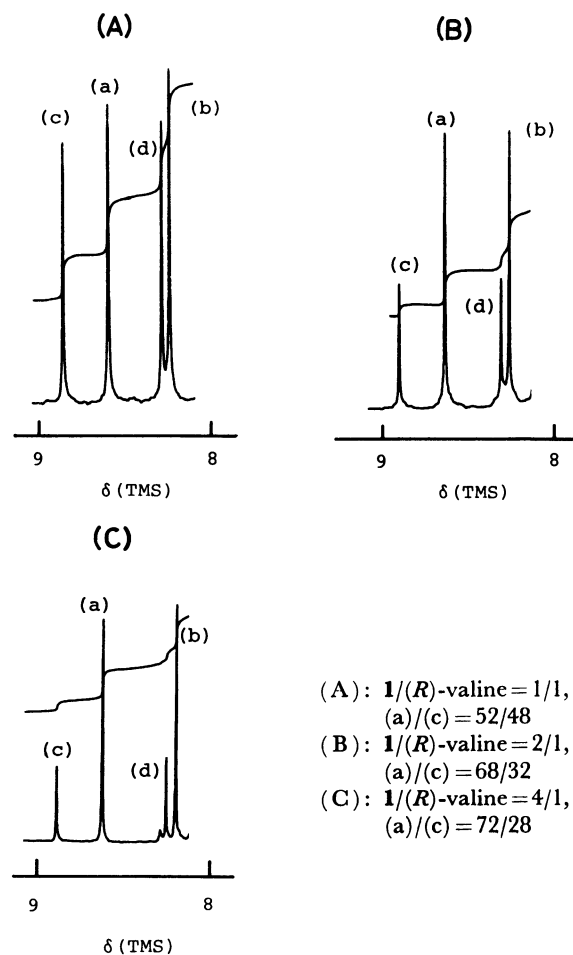 (A)
(a)
(c)
(b)
(d)
9 8
δ (TMS)
(B)
(a)
(b)
(c)
(d)
9 8
δ (TMS)
(C)
(a)
(b)
(c)
(d)
9 8
δ (TMS)
(A): 1/(R)-valine=1/1,
(a)/(c)=52/48
(B): 1/(R)-valine=2/1,
(a)/(c)=68/32
(C): 1/(R)-valine=4/1,
(a)/(c)=72/28